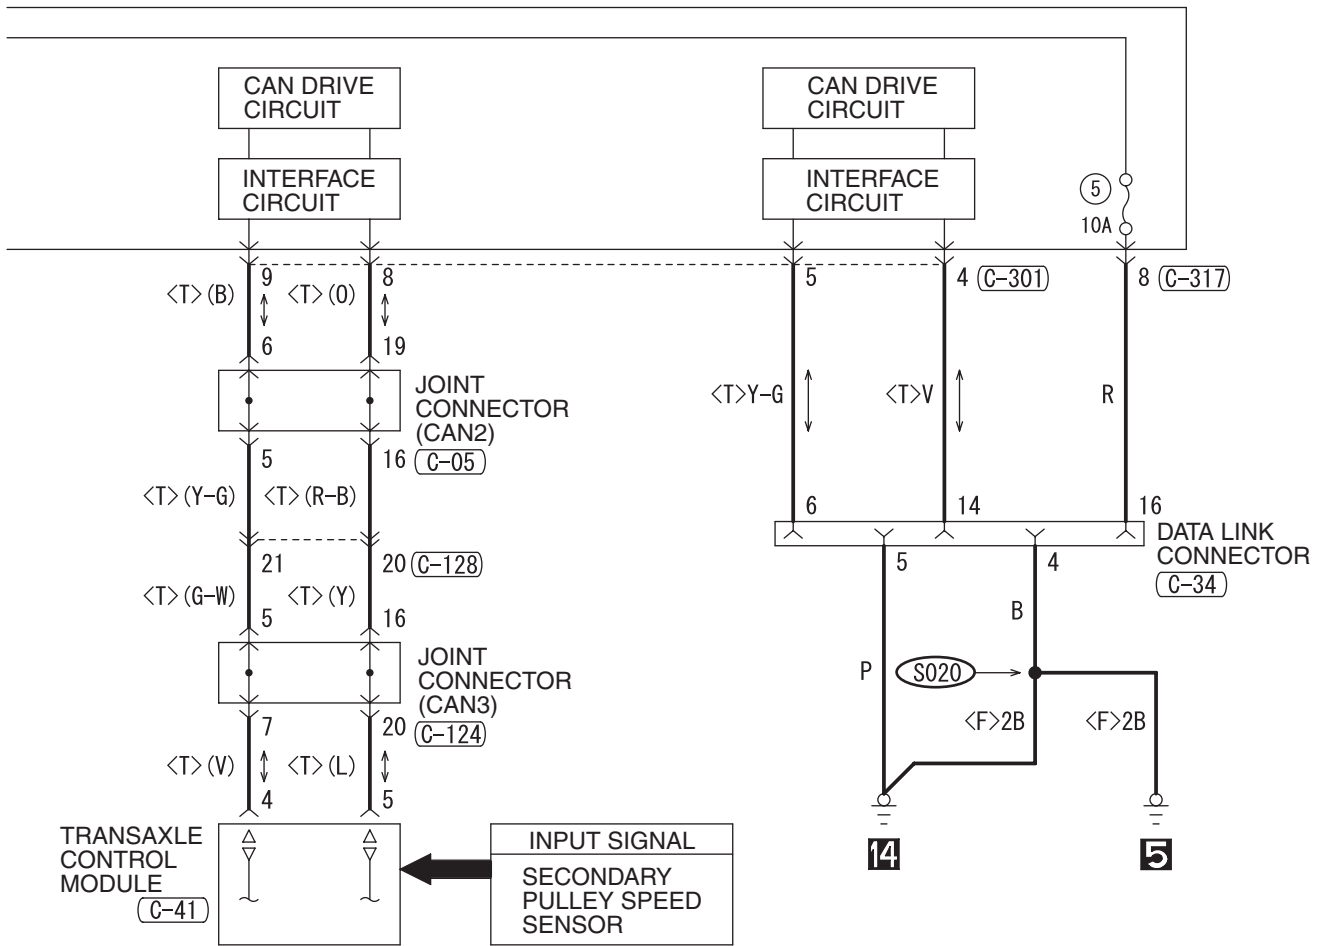 CAN DRIVE
CIRCUIT
CAN DRIVE
CIRCUIT
INTERFACE
CIRCUIT
INTERFACE
CIRCUIT
5
10A
9
8
5
4
C-301
8
C-317
<T>(B)
<T>(O)
6
19
JOINT
CONNECTOR
(CAN2)
C-05
<T>Y-G
<T>V
R
5
16
<T>(Y-G)
<T>(R-B)
6
14
16
DATA LINK
CONNECTOR
C-34
21
20
C-128
5
4
<T>(G-W)
<T>(Y)
5
16
B
JOINT
CONNECTOR
(CAN3)
C-124
P
S020
7
20
<F>2B
<F>2B
<T>(V)
<T>(L)
4
5
TRANSAXLE
CONTROL
MODULE
C-41
INPUT SIGNAL
SECONDARY
PULLEY SPEED
SENSOR
14
5